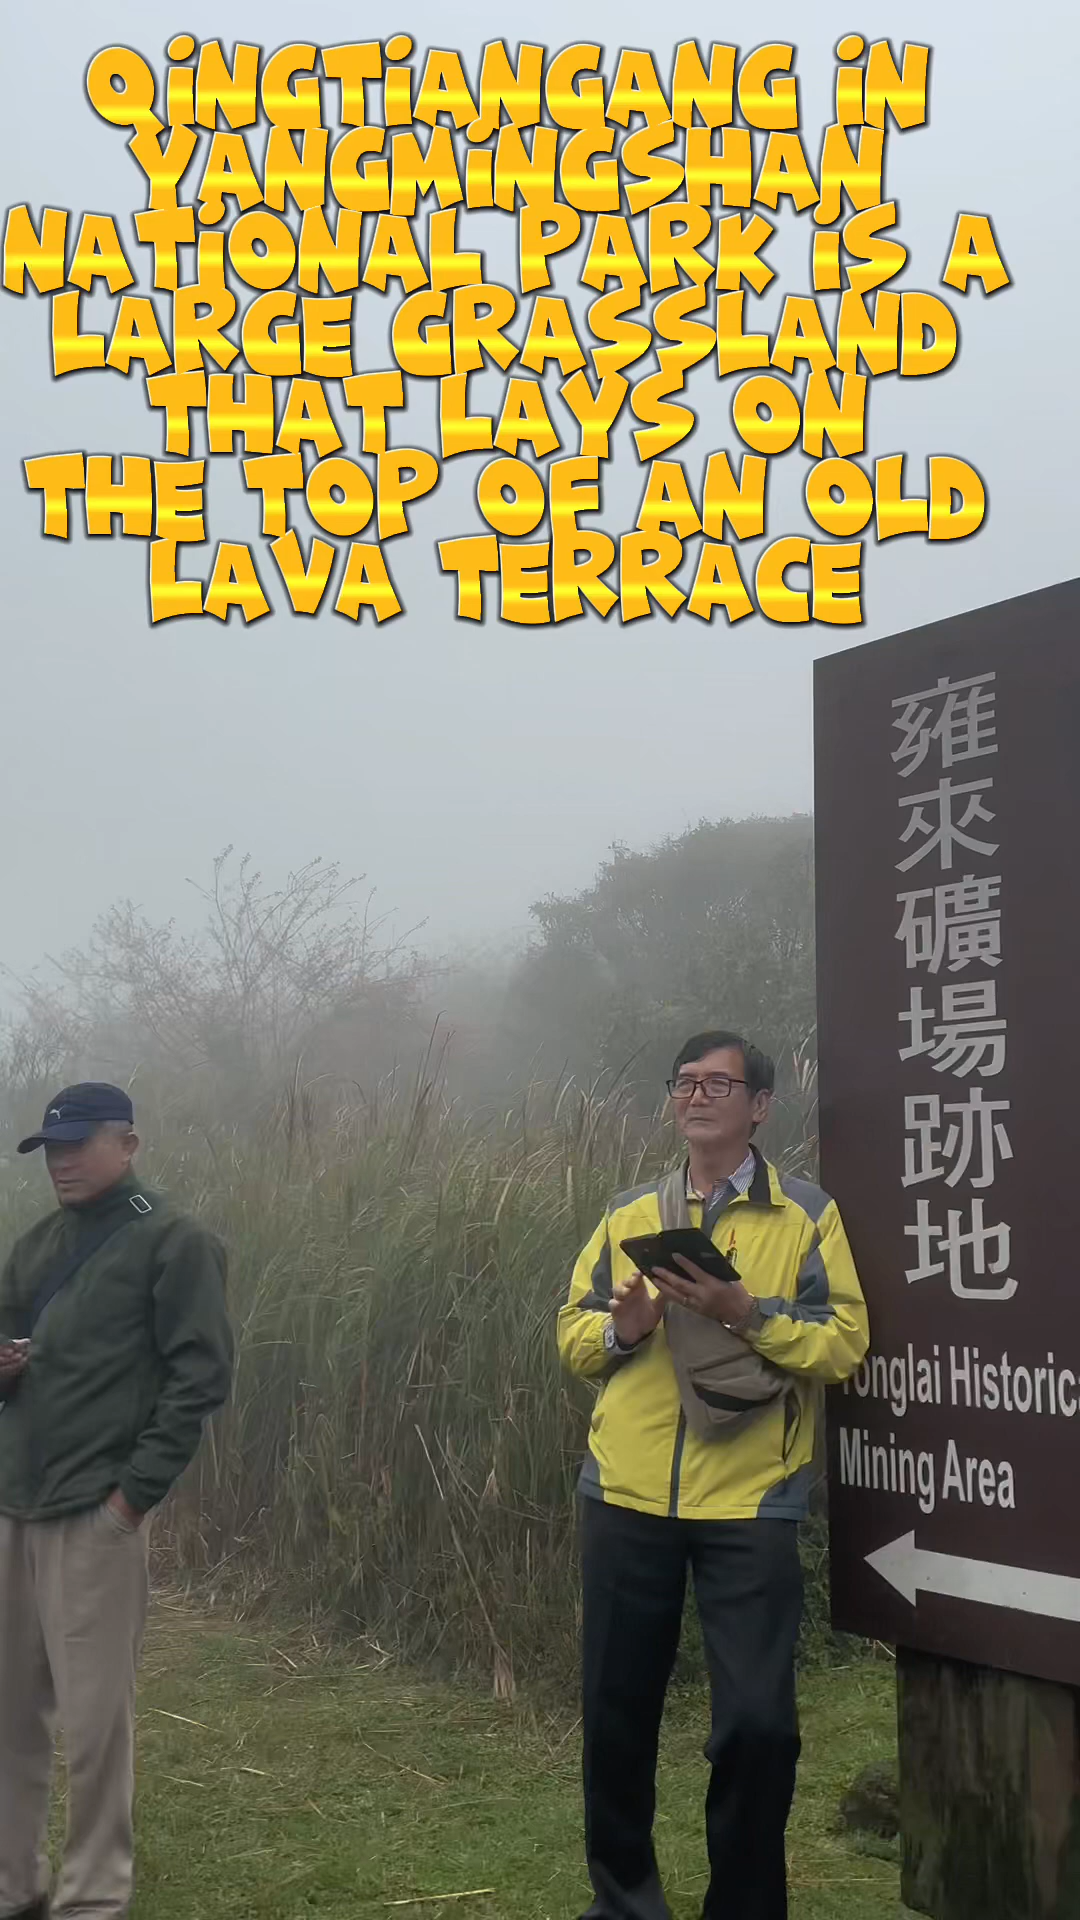 QiNGTiANGANG iN
YANGMiNGSHAN
NATiONAL PARK iS A
LARGE GRASSLAND
THAT LAYS ON
THE TOP OF AN OLD
LAVA TERRACE
雍來礦場跡地
Historica
Mining Area